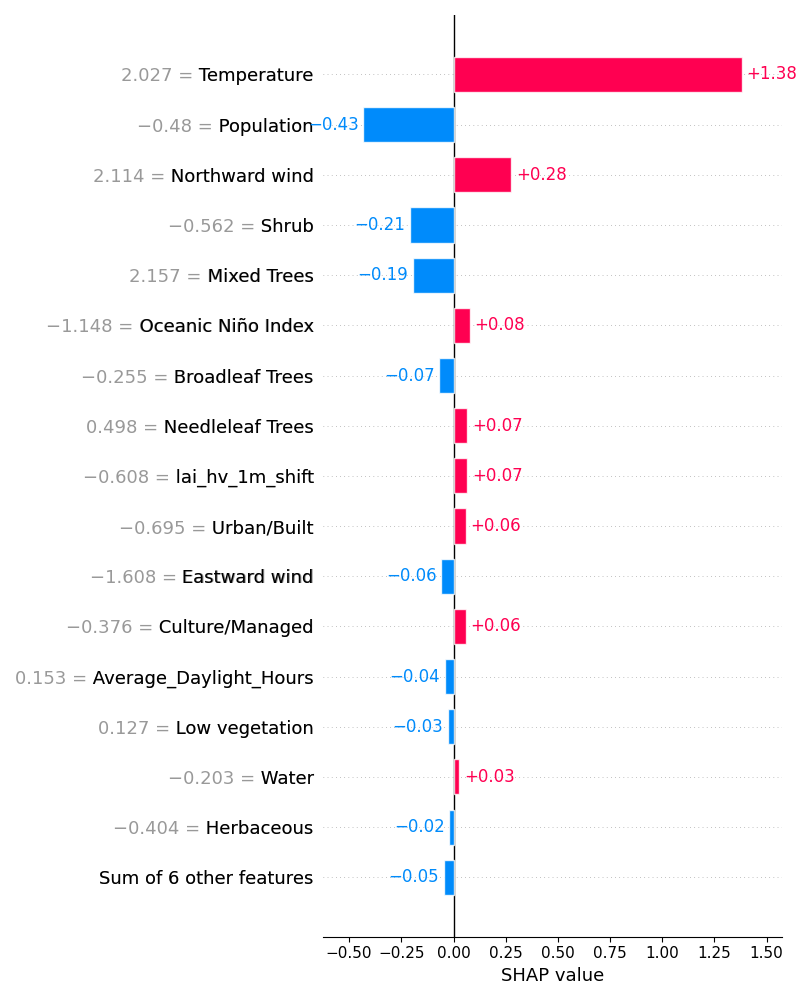 2.027 = Temperature +1.38
−0.48 = Population −0.43
2.114 = Northward wind +0.28
−0.562 = Shrub −0.21
2.157 = Mixed Trees −0.19
−1.148 = Oceanic Niño Index +0.08
−0.255 = Broadleaf Trees −0.07
0.498 = Needleleaf Trees +0.07
−0.608 = lai_hv_1m_shift +0.07
−0.695 = Urban/Built +0.06
−1.608 = Eastward wind −0.06
−0.376 = Culture/Managed +0.06
0.153 = Average_Daylight_Hours −0.04
0.127 = Low vegetation −0.03
−0.203 = Water +0.03
−0.404 = Herbaceous −0.02
Sum of 6 other features −0.05
−0.50 −0.25 0.00 0.25 0.50 0.75 1.00 1.25 1.50
SHAP value